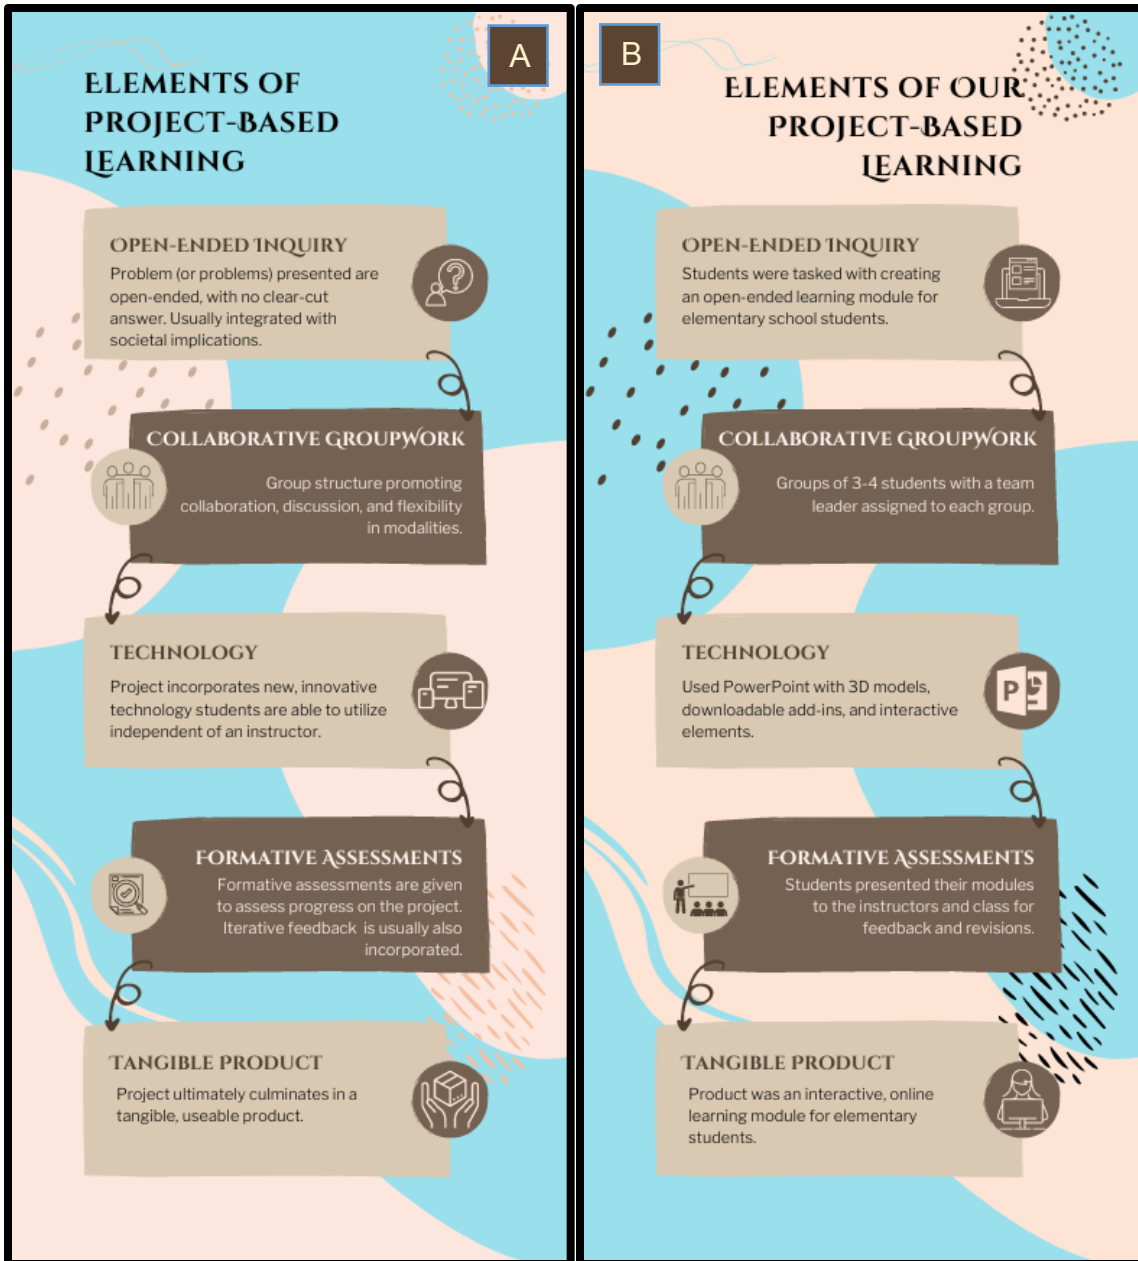 A
ELEMENTS OF
PROJECT-BASED
LEARNING
OPEN-ENDED INQUIRY
Problem (or problems) presented are
open-ended, with no clear-cut
answer. Usually integrated with
societal implications.
COLLABORATIVE GROUPWORK
Group structure promoting
collaboration, discussion, and flexibility
in modalities.
TECHNOLOGY
Project incorporates new, innovative
technology students are able to utilize
independent of an instructor.
FORMATIVE ASSESSMENTS
Formative assessments are given
to assess progress on the project.
Iterative feedback is usually also
incorporated.
TANGIBLE PRODUCT
Project ultimately culminates in a
tangible, useable product.
B
ELEMENTS OF OUR
PROJECT-BASED
LEARNING
OPEN-ENDED INQUIRY
Students were tasked with creating
an open-ended learning module for
elementary school students.
COLLABORATIVE GROUPWORK
Groups of 3-4 students with a team
leader assigned to each group.
TECHNOLOGY
Used PowerPoint with 3D models,
downloadable add-ins, and interactive
elements.
P
FORMATIVE ASSESSMENTS
Students presented their modules
to the instructors and class for
feedback and revisions.
TANGIBLE PRODUCT
Product was an interactive, online
learning module for elementary
students.